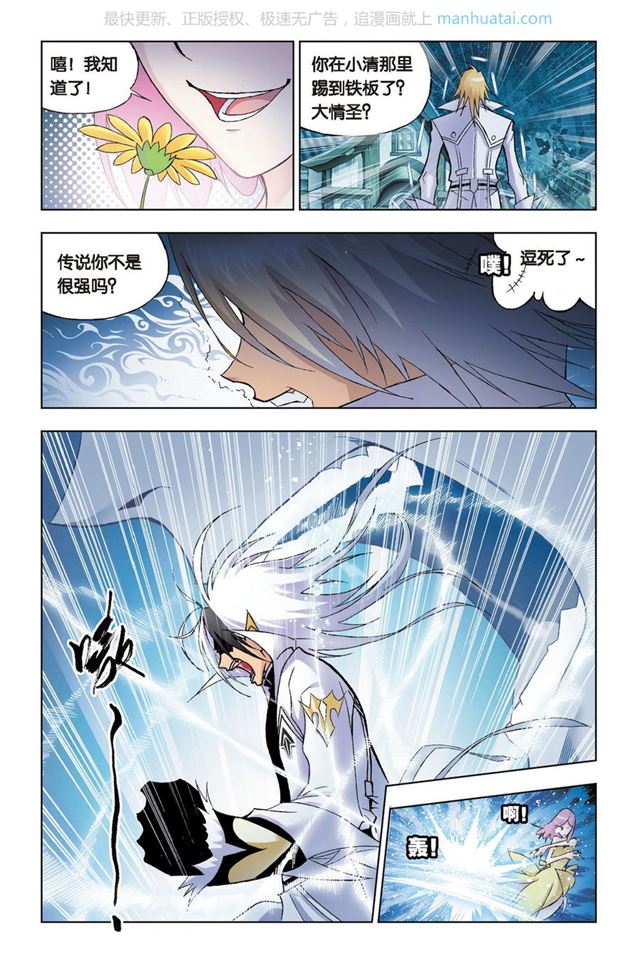 最快更新、正版授权、极速无广告，追漫画就上 manhuatai.com
嘻！我知
道了！
你在小清那里
踢到铁板了？
大情圣？
传说你不是
很强吗？
噗！
逗死了～
啊！
轰！